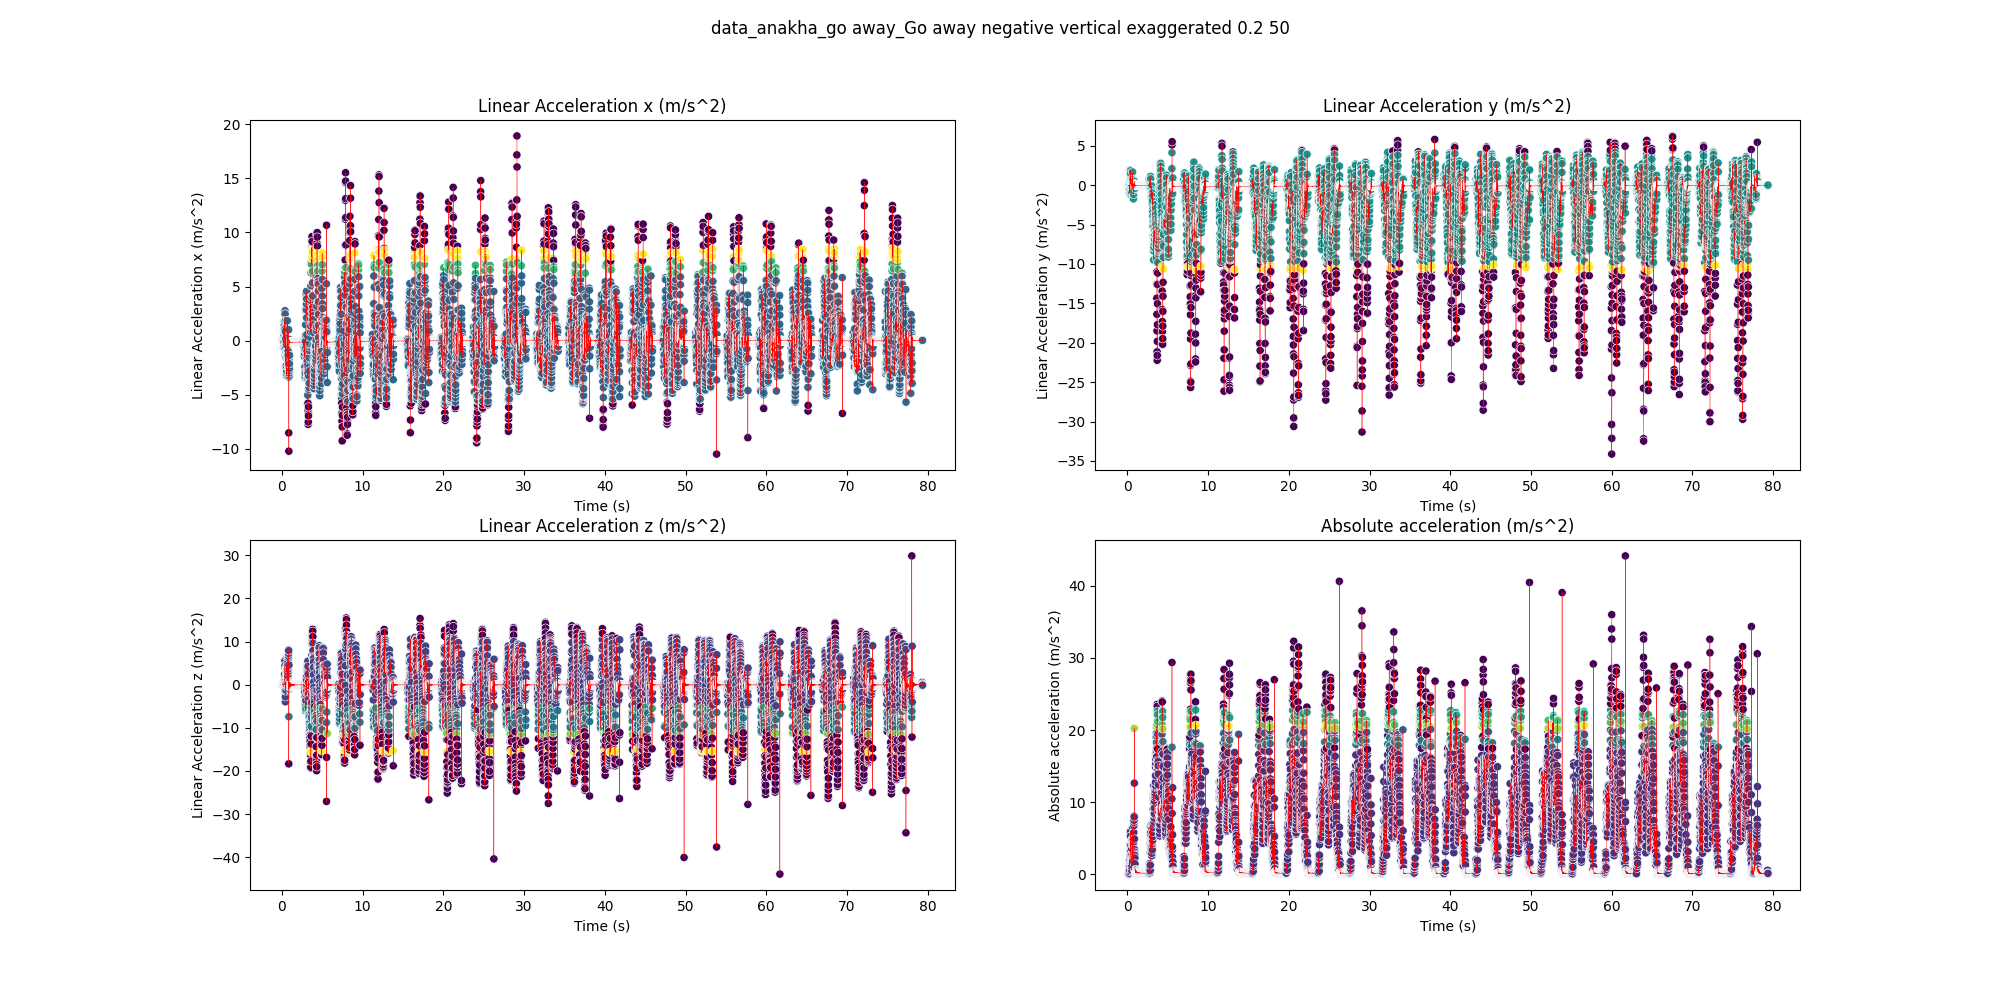 data_anakha_go away_Go away negative vertical exaggerated 0.2 50
Linear Acceleration x (m/s^2)
Linear Acceleration x (m/s^2)
20
15
10
5
0
−5
−10
0 10 20 30 40 50 60 70 80
Time (s)
Linear Acceleration y (m/s^2)
Linear Acceleration y (m/s^2)
5
0
−5
−10
−15
−20
−25
−30
−35
0 10 20 30 40 50 60 70 80
Time (s)
Linear Acceleration z (m/s^2)
Linear Acceleration z (m/s^2)
30
20
10
0
−10
−20
−30
−40
0 10 20 30 40 50 60 70 80
Time (s)
Absolute acceleration (m/s^2)
Absolute acceleration (m/s^2)
40
30
20
10
0
0 10 20 30 40 50 60 70 80
Time (s)